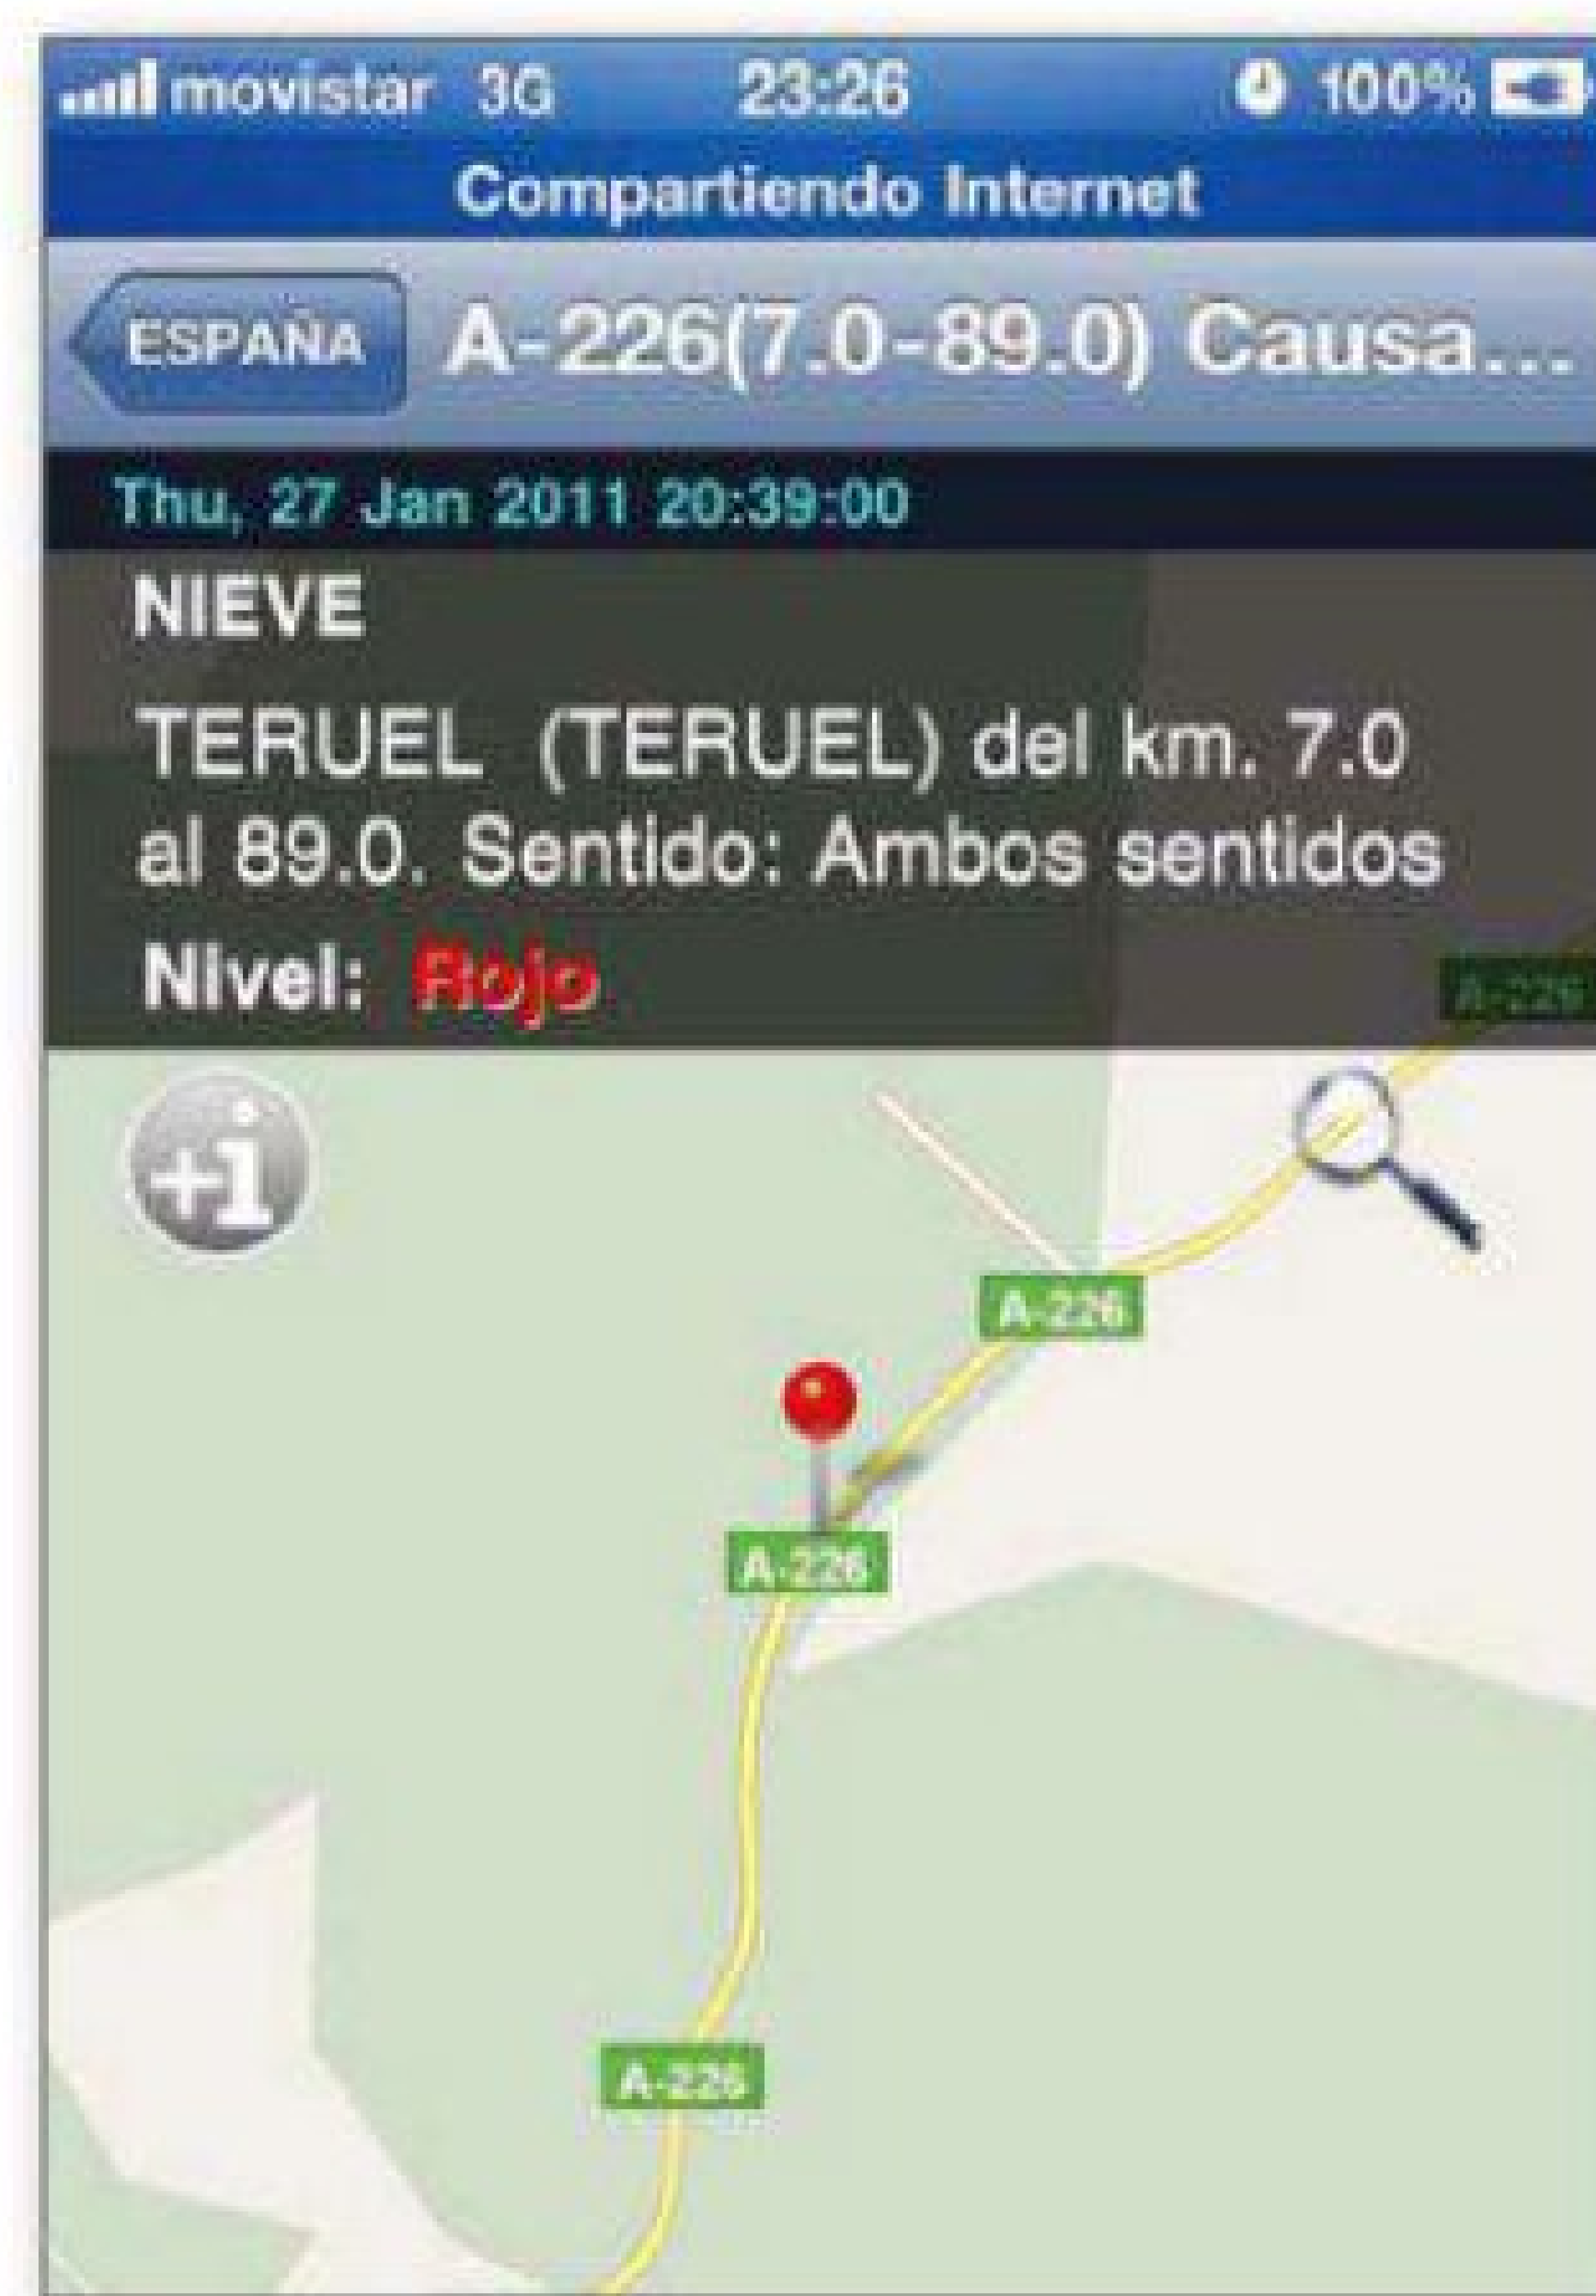 movistar 3G 23:26 100%
Compartiendo Internet
ESPAÑA A-226(7.0-89.0) Causa...
Thu, 27 Jan 2011 20:39:00
NIEVE
TERUEL (TERUEL) del km. 7.0
al 89.0. Sentido: Ambos sentidos
Nivel: Rojo
A-226
+i
A-226
A-226
A-226